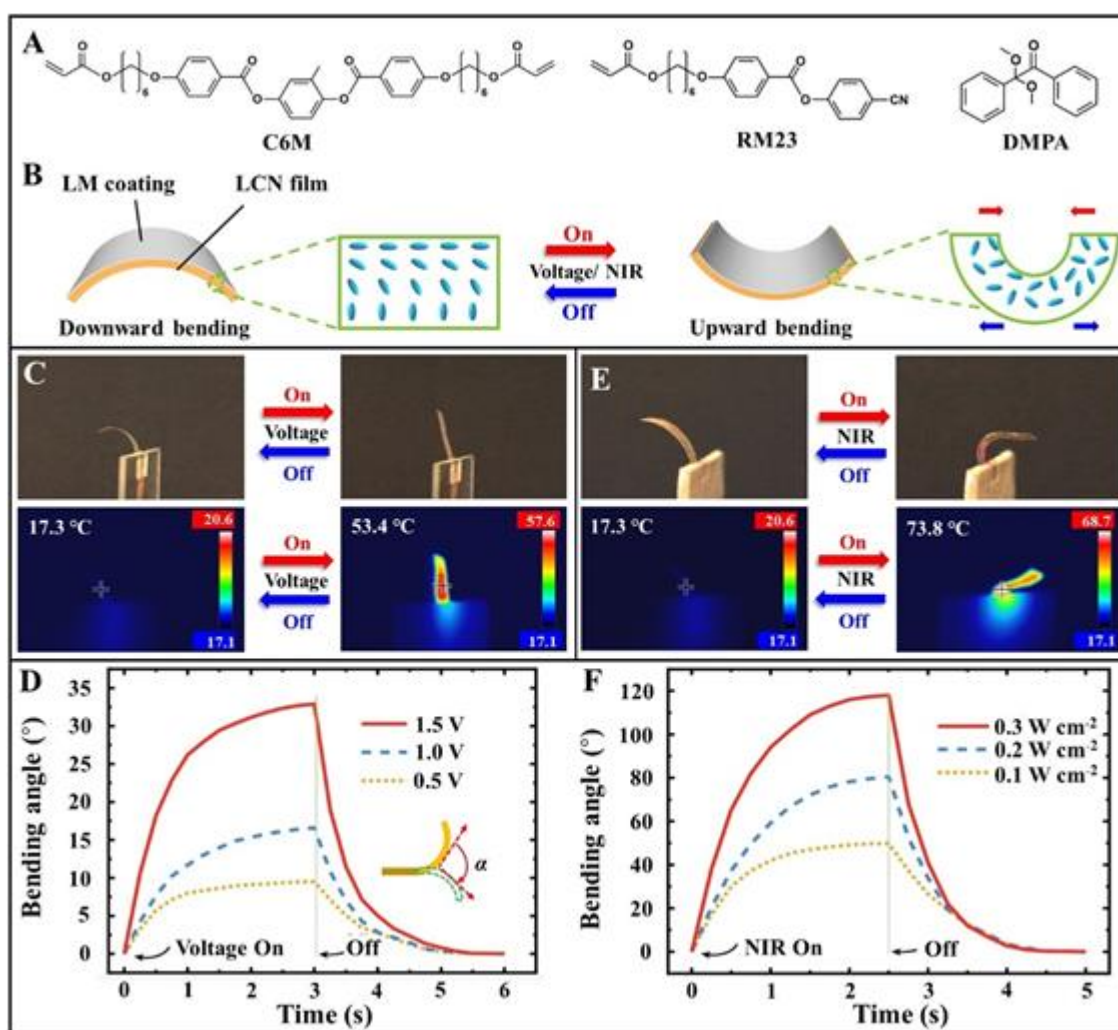 A
O
O
O
6
O
O
O
O
O
O
O
6
O
O
C6M
O
O
6
O
O
O
CN
RM23
O
O
O
DMPA
B
LM coating
LCN film
On
Voltage/ NIR
Off
Downward bending
Upward bending
C
On
Voltage
Off
17.3 °C
20.6
17.1
On
Voltage
Off
53.4 °C
57.6
17.1
E
On
NIR
Off
17.3 °C
20.6
17.1
On
NIR
Off
73.8 °C
68.7
17.1
D
Bending angle (°)
35
30
25
20
15
10
5
0
1.5 V
1.0 V
0.5 V
α
Voltage On
Off
0 1 2 3 4 5 6
Time (s)
F
Bending angle (°)
120
100
80
60
40
20
0
0.3 W cm-2
0.2 W cm-2
0.1 W cm-2
NIR On
Off
0 1 2 3 4 5
Time (s)